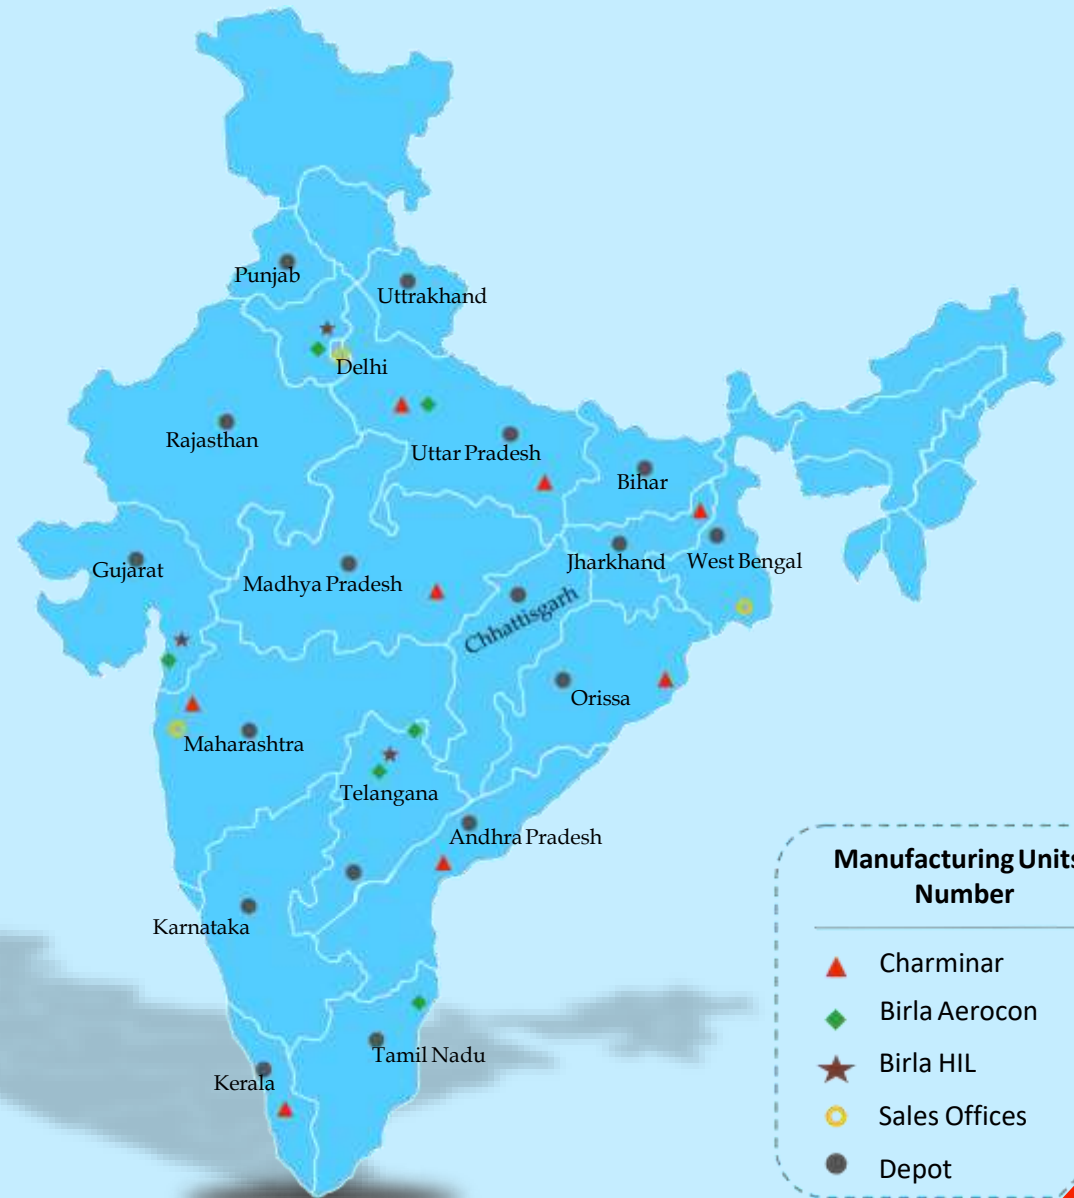 Punjab
Uttrakhand
Delhi
Rajasthan
Uttar Pradesh
Bihar
Gujarat
Madhya Pradesh
Jharkhand
West Bengal
Chhattisgarh
Orissa
Maharashtra
Telangana
Andhra Pradesh
Karnataka
Tamil Nadu
Kerala
Manufacturing Units
Number
Charminar
Birla Aerocon
Birla HIL
Sales Offices
Depot